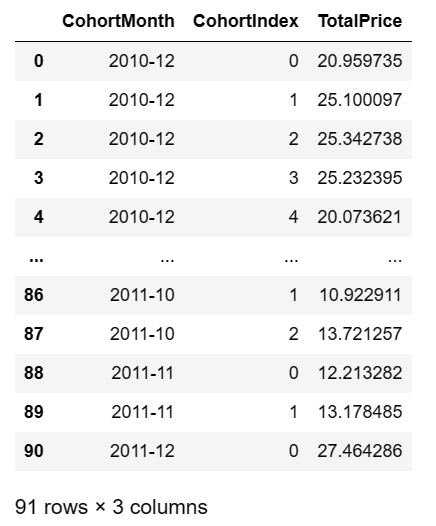 CohortMonth CohortIndex TotalPrice
0 2010-12 0 20.959735
1 2010-12 1 25.100097
2 2010-12 2 25.342738
3 2010-12 3 25.232395
4 2010-12 4 20.073621
... ... ... ...
86 2011-10 1 10.922911
87 2011-10 2 13.721257
88 2011-11 0 12.213282
89 2011-11 1 13.178485
90 2011-12 0 27.464286
91 rows × 3 columns